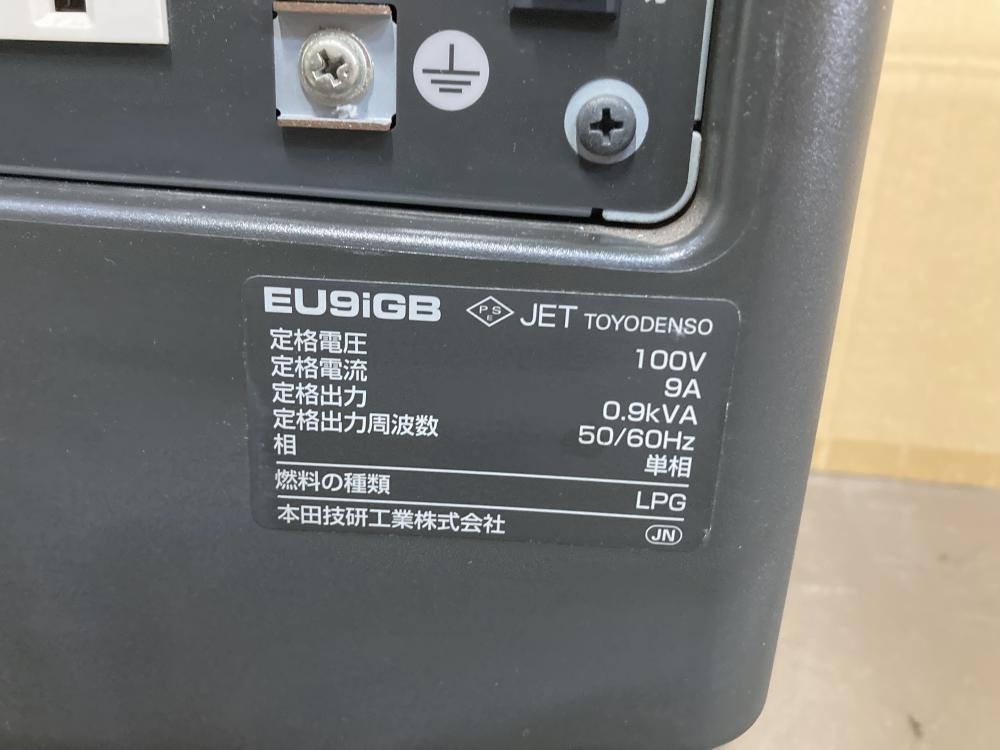 EU9iGB PSE JET TOYODENSO
定格電圧 100V
定格電流 9A
定格出力 0.9kVA
定格出力周波数 50/60Hz
相 単相
燃料の種類 LPG
本田技研工業株式会社 JN